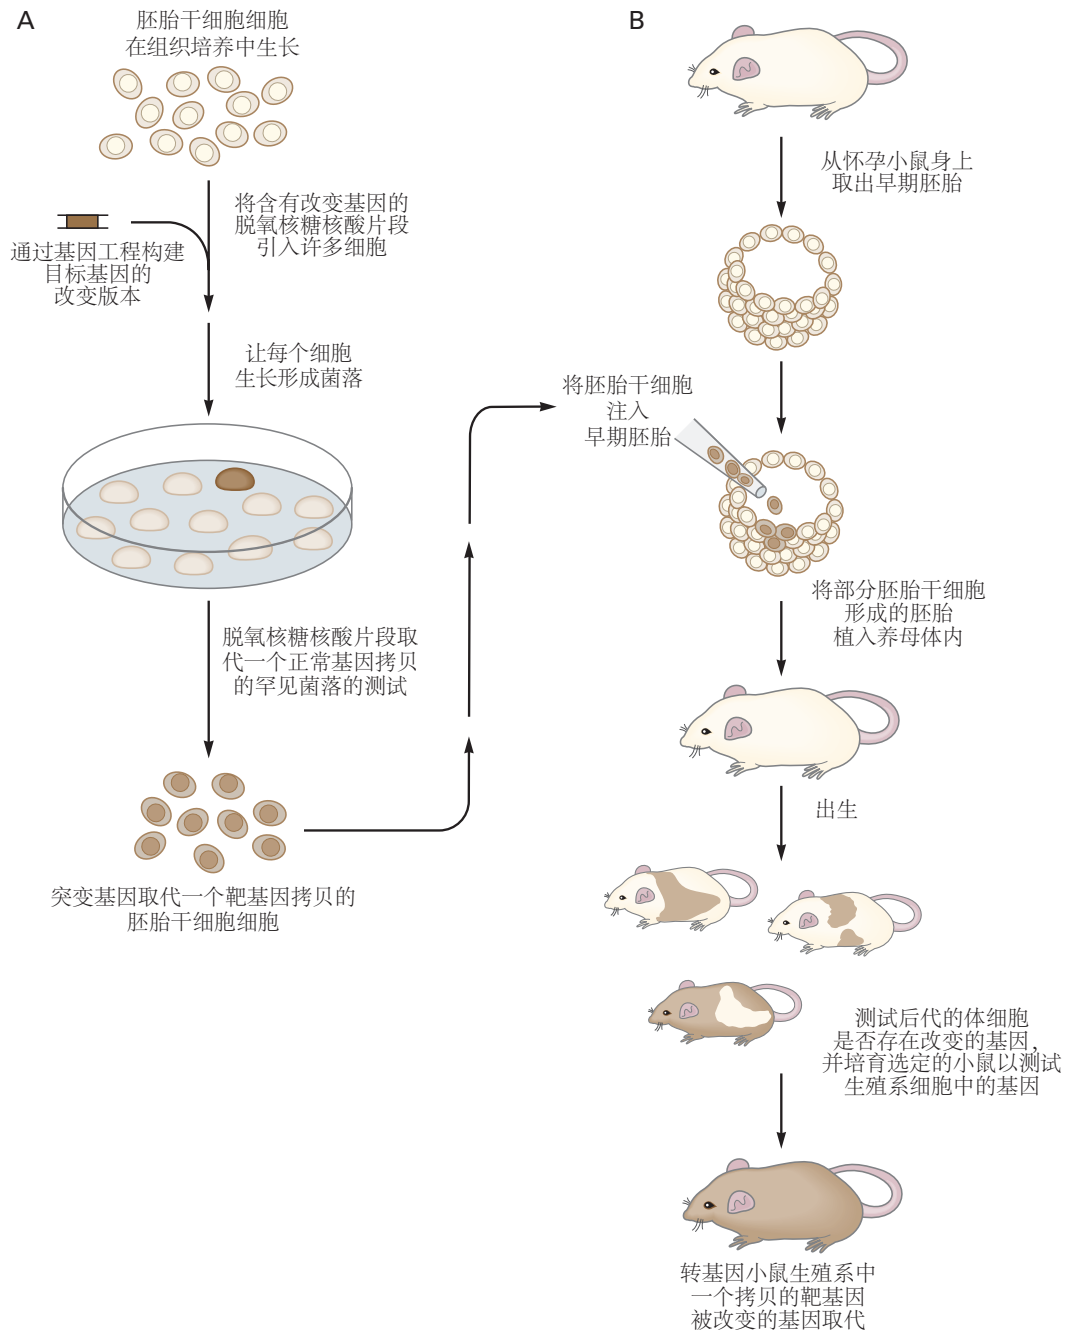 A
胚胎干细胞细胞
在组织培养中生长
将含有改变基因的
脱氧核糖核酸片段
引入许多细胞
通过基因工程构建
目标基因的
改变版本
让每个细胞
生长形成菌落
脱氧核糖核酸片段取
代一个正常基因拷贝
的罕见菌落的测试
突变基因取代一个靶基因拷贝的
胚胎干细胞细胞
B
从怀孕小鼠身上
取出早期胚胎
将胚胎干细胞
注入
早期胚胎
将部分胚胎干细胞
形成的胚胎
植入养母体内
出生
测试后代的体细胞
是否存在改变的基因，
并培育选定的小鼠以测试
生殖系细胞中的基因
转基因小鼠生殖系中
一个拷贝的靶基因
被改变的基因取代